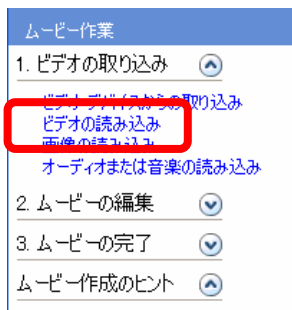 ムービー作業
1. ビデオの取り込み
ビデオ デバイスからの取り込み
ビデオの読み込み
画像の読み込み
オーディオまたは音楽の読み込み
2. ムービーの編集
3. ムービーの完了
ムービー作成のヒント